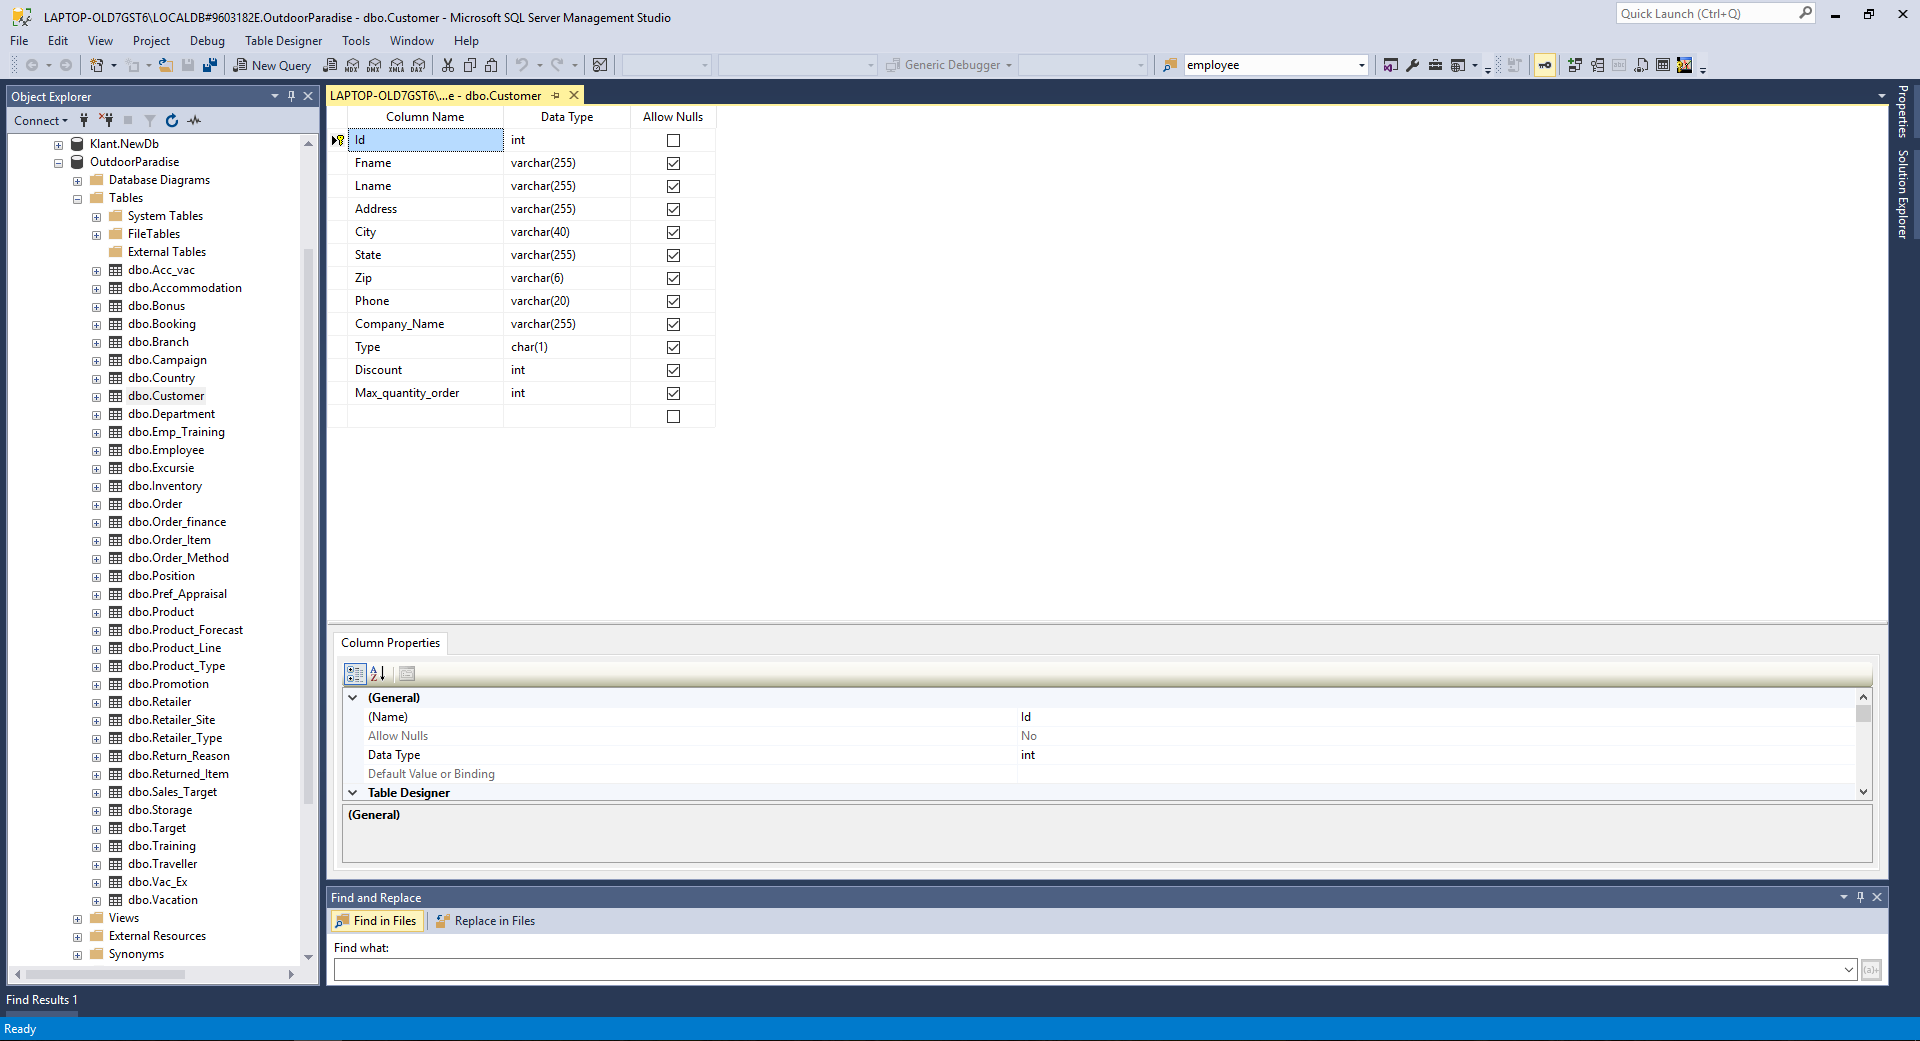 LAPTOP-OLD7GST6\LOCALDB#9603182E.OutdoorParadise - dbo.Customer - Microsoft SQL Server Management Studio
Quick Launch (Ctrl+Q)
File Edit View Project Debug Table Designer Tools Window Help
New Query MDX DMX XMLA DAX Generic Debugger employee
Object Explorer
Connect
Klant.NewDb
OutdoorParadise
Database Diagrams
Tables
System Tables
FileTables
External Tables
dbo.Acc_vac
dbo.Accommodation
dbo.Bonus
dbo.Booking
dbo.Branch
dbo.Campaign
dbo.Country
dbo.Customer
dbo.Department
dbo.Emp_Training
dbo.Employee
dbo.Excursie
dbo.Inventory
dbo.Order
dbo.Order_finance
dbo.Order_Item
dbo.Order_Method
dbo.Position
dbo.Pref_Appraisal
dbo.Product
dbo.Product_Forecast
dbo.Product_Line
dbo.Product_Type
dbo.Promotion
dbo.Retailer
dbo.Retailer_Site
dbo.Retailer_Type
dbo.Return_Reason
dbo.Returned_Item
dbo.Sales_Target
dbo.Storage
dbo.Target
dbo.Training
dbo.Traveller
dbo.Vac_Ex
dbo.Vacation
Views
External Resources
Synonyms
LAPTOP-OLD7GST6\...e - dbo.Customer
Column Name Data Type Allow Nulls
Id int
Fname varchar(255)
Lname varchar(255)
Address varchar(255)
City varchar(40)
State varchar(255)
Zip varchar(6)
Phone varchar(20)
Company_Name varchar(255)
Type char(1)
Discount int
Max_quantity_order int
Column Properties
(General)
(Name) Id
Allow Nulls No
Data Type int
Default Value or Binding
Table Designer
(General)
Find and Replace
Find in Files Replace in Files
Find what:
Properties
Solution Explorer
Find Results 1
Ready